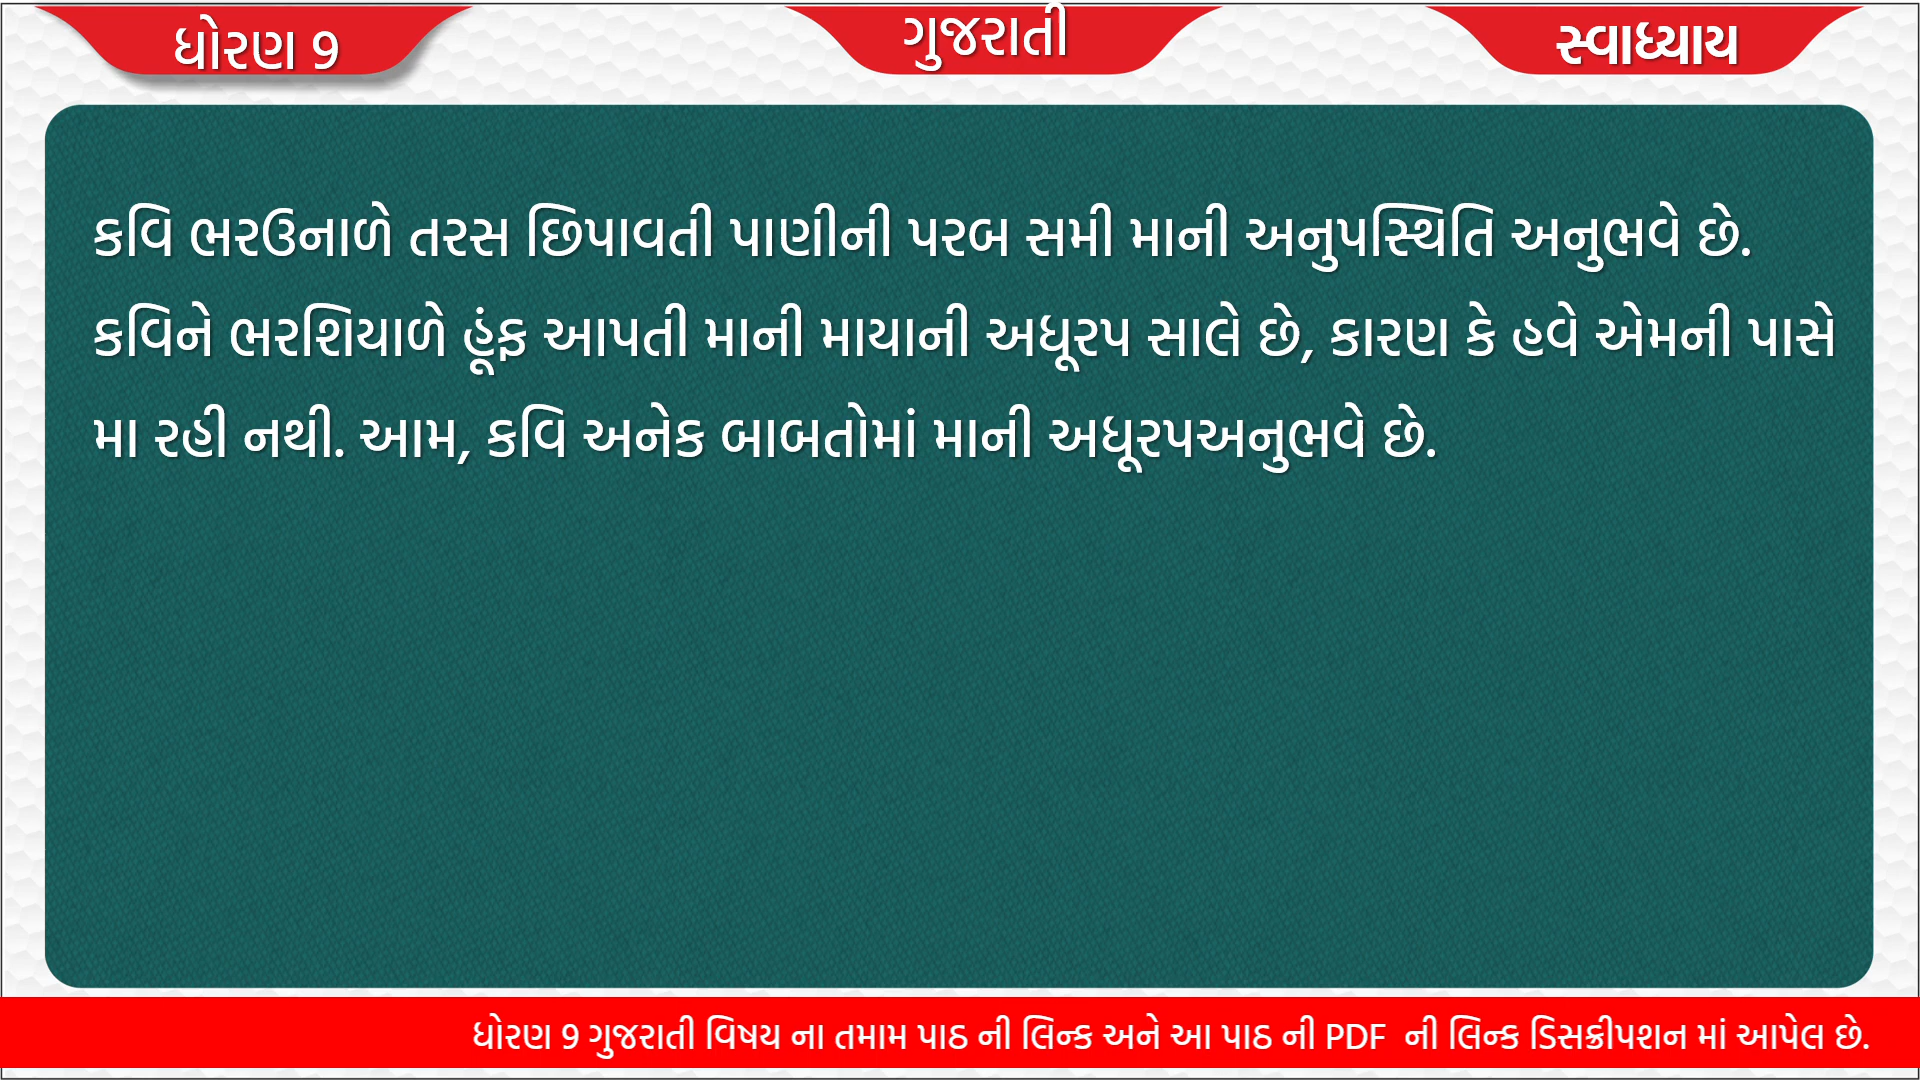 ધોરણ 9
ગુજરાતી
સ્વાધ્યાય
કવિ ભરઉનાળે તરસ છિપાવતી પાણીની પરબ સમી માની અનુપસ્થિતિ અનુભવે છે.
કવિને ભરશિયાળે હૂંફ આપતી માની માયાની અધૂરપ સાલે છે, કારણ કે હવે એમની પાસે
મા રહી નથી. આમ, કવિ અનેક બાબતોમાં માની અધૂરપઅનુભવે છે.
ધોરણ 9 ગુજરાતી વિષય ના તમામ પાઠ ની લિન્ક અને આ પાઠ ની PDF ની લિન્ક ડિસક્રીપશન માં આપેલ છે.